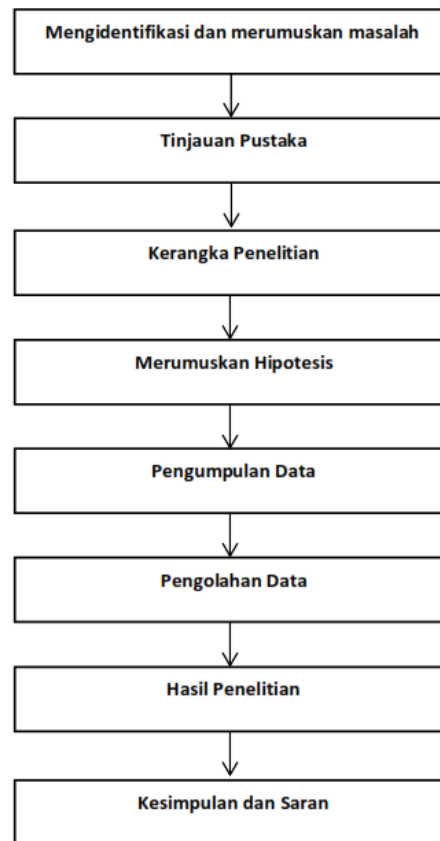 Mengidentifikasi dan merumuskan masalah
Tinjauan Pustaka
Kerangka Penelitian
Merumuskan Hipotesis
Pengumpulan Data
Pengolahan Data
Hasil Penelitian
Kesimpulan dan Saran